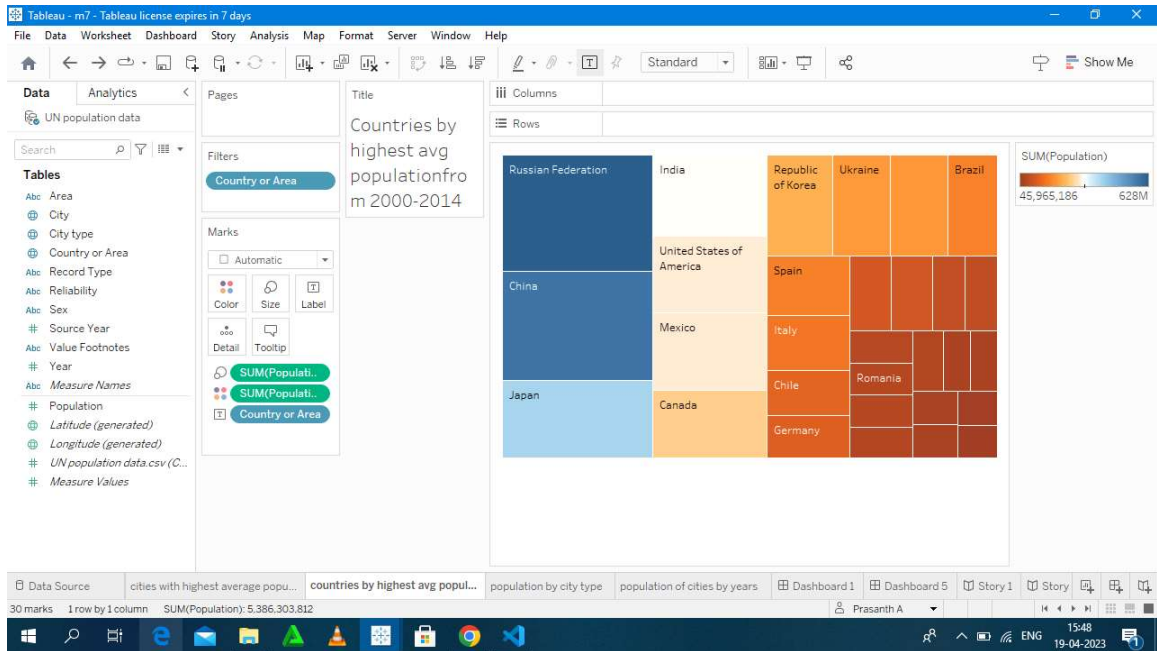 Tableau - m7 - Tableau license expires in 7 days
File Data Worksheet Dashboard Story Analysis Map Format Server Window Help
Standard
Show Me
Data Analytics
UN population data
Search
Tables
Abc Area
City
City type
Country or Area
Abc Record Type
Abc Reliability
Abc Sex
# Source Year
Abc Value Footnotes
# Year
Abc Measure Names
# Population
Latitude (generated)
Longitude (generated)
# UN population data.csv (C...
# Measure Values
Pages
Filters
Country or Area
Marks
Automatic
Color Size Label
Detail Tooltip
SUM(Populati..
SUM(Populati..
Country or Area
Title
Countries by
highest avg
populationfro
m 2000-2014
Columns
Rows
Russian Federation
China
Japan
India
United States of
America
Mexico
Canada
Republic
of Korea
Ukraine
Brazil
Spain
Italy
Chile
Germany
Romania
SUM(Population)
45,965,186 628M
Data Source cities with highest average popu... countries by highest avg popul... population by city type population of cities by years Dashboard 1 Dashboard 5 Story 1 Story
30 marks 1 row by 1 column SUM(Population): 5,386,303,812 Prasanth A
ENG
15:48
19-04-2023
1